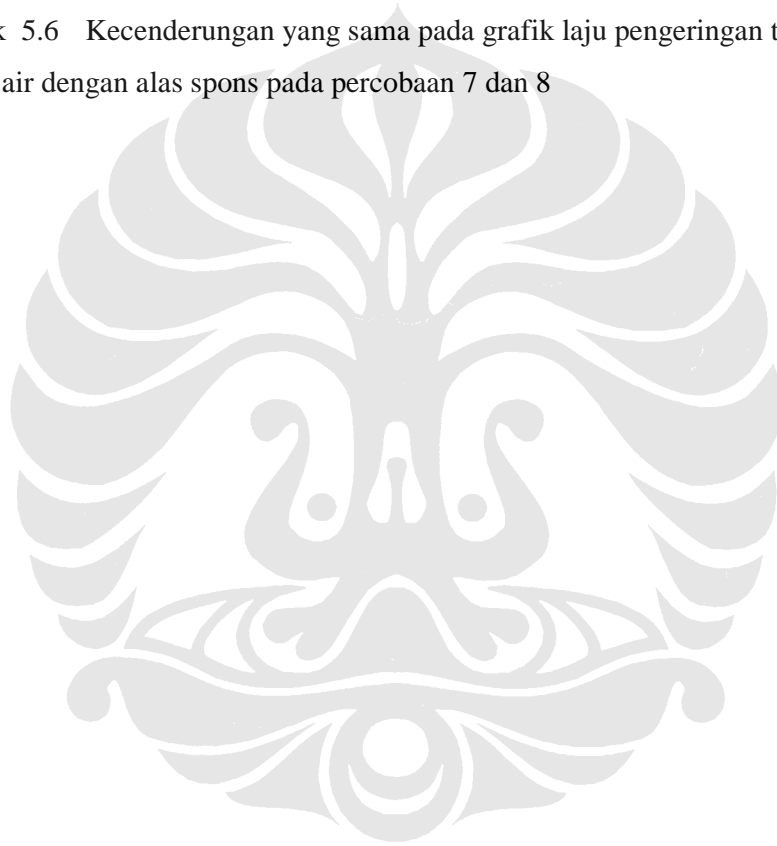 k 5.6 Kecenderungan yang sama pada grafik laju pengeringan t
air dengan alas spons pada percobaan 7 dan 8